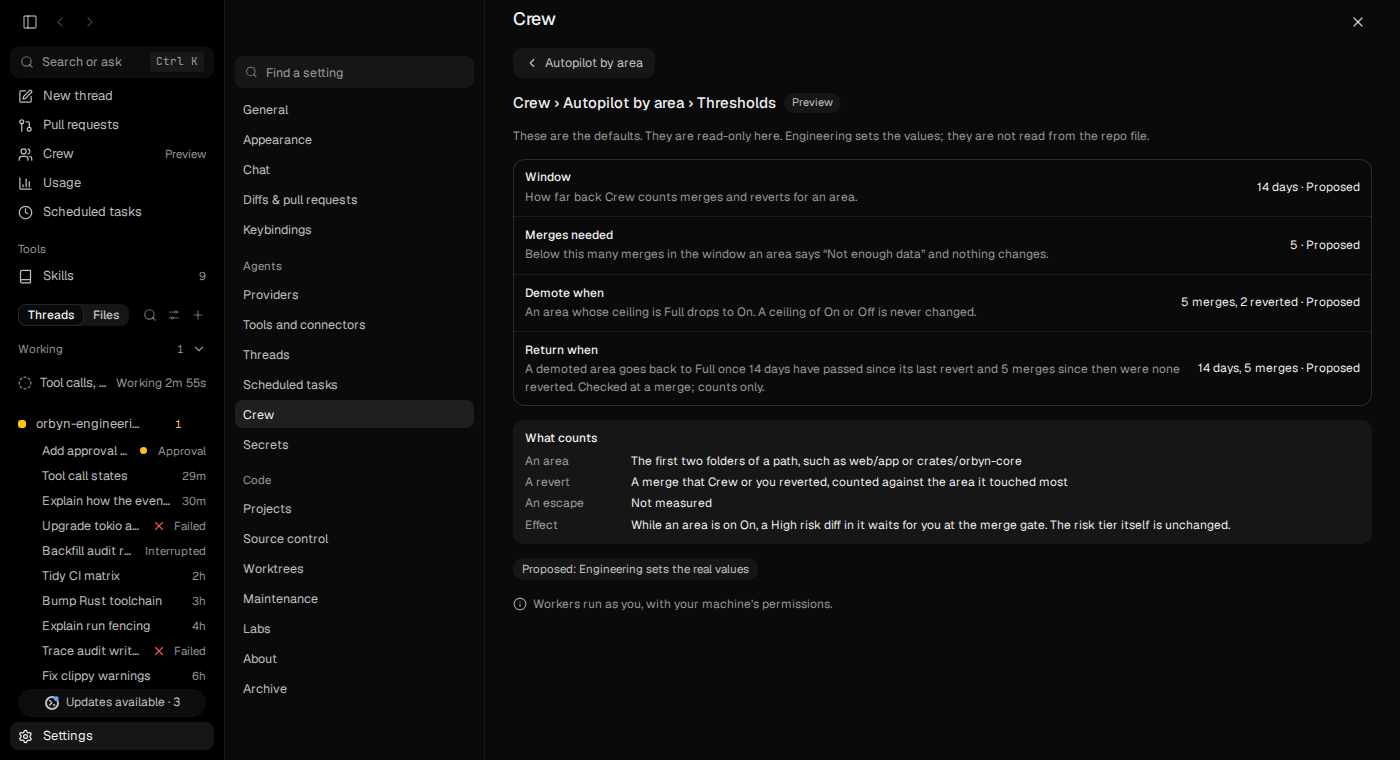 Search or ask Ctrl K
New thread
Pull requests
Crew Preview
Usage
Scheduled tasks
Tools
Skills 9
Threads Files
Working 1
Tool calls, ... Working 2m 55s
orbyn-engineeri... 1
Add approval ... Approval
Tool call states 29m
Explain how the even... 30m
Upgrade tokio a... Failed
Backfill audit r... Interrupted
Tidy CI matrix 2h
Bump Rust toolchain 3h
Explain run fencing 4h
Trace audit writ... Failed
Fix clippy warnings 6h
Updates available · 3
Settings
Find a setting
General
Appearance
Chat
Diffs & pull requests
Keybindings
Agents
Providers
Tools and connectors
Threads
Scheduled tasks
Crew
Secrets
Code
Projects
Source control
Worktrees
Maintenance
Labs
About
Archive
Crew
Autopilot by area
Crew › Autopilot by area › Thresholds Preview
These are the defaults. They are read-only here. Engineering sets the values; they are not read from the repo file.
Window
How far back Crew counts merges and reverts for an area.
14 days · Proposed
Merges needed
Below this many merges in the window an area says “Not enough data” and nothing changes.
5 · Proposed
Demote when
An area whose ceiling is Full drops to On. A ceiling of On or Off is never changed.
5 merges, 2 reverted · Proposed
Return when
A demoted area goes back to Full once 14 days have passed since its last revert and 5 merges since then were none
reverted. Checked at a merge; counts only.
14 days, 5 merges · Proposed
What counts
An area The first two folders of a path, such as web/app or crates/orbyn-core
A revert A merge that Crew or you reverted, counted against the area it touched most
An escape Not measured
Effect While an area is on On, a High risk diff in it waits for you at the merge gate. The risk tier itself is unchanged.
Proposed: Engineering sets the real values
Workers run as you, with your machine's permissions.